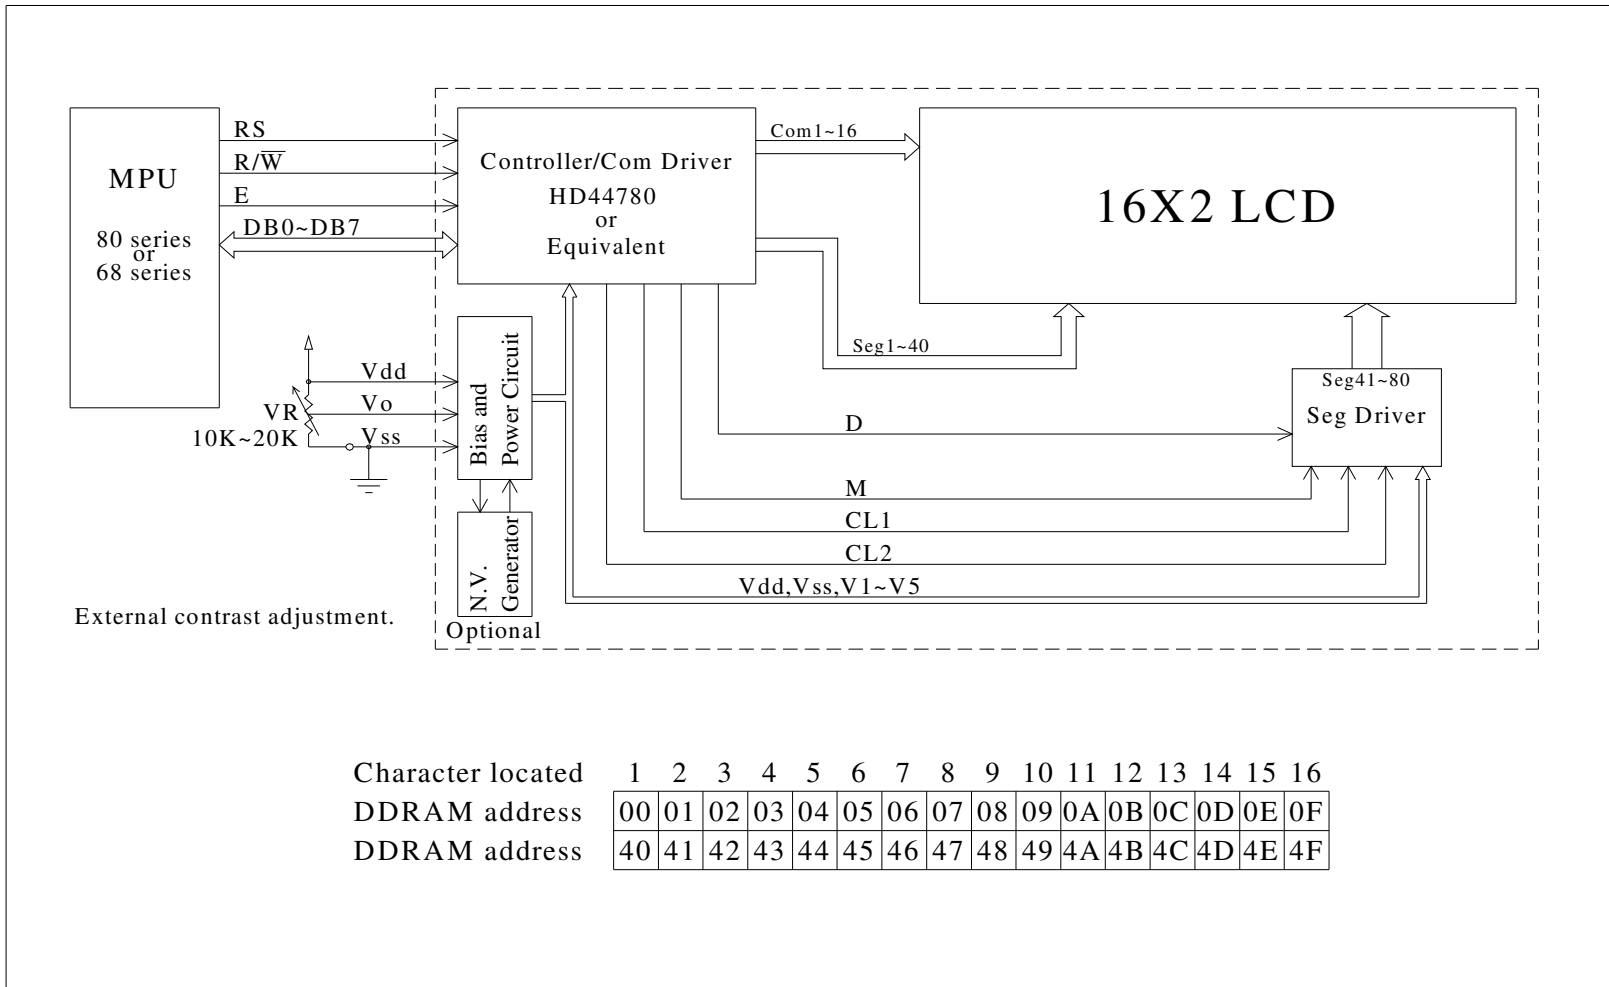 MPU
80 series
or
68 series
RS
R/W̅
E
DB0~DB7
Controller/Com Driver
HD44780
or
Equivalent
Com1~16
16X2 LCD
Seg1~40
Seg41~80
Seg Driver
Vdd
Vo
Vss
VR
10K~20K
Bias and
Power Circuit
N.V.
Generator
Optional
D
M
CL1
CL2
Vdd,Vss,V1~V5
External contrast adjustment.
Character located 1 2 3 4 5 6 7 8 9 10 11 12 13 14 15 16
DDRAM address 00 01 02 03 04 05 06 07 08 09 0A 0B 0C 0D 0E 0F
DDRAM address 40 41 42 43 44 45 46 47 48 49 4A 4B 4C 4D 4E 4F